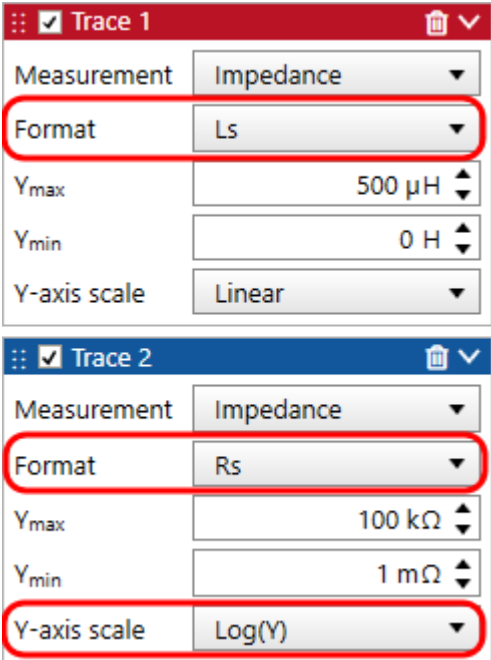 Trace 1
Measurement Impedance
Format Ls
Ymax 500 µH
Ymin 0 H
Y-axis scale Linear
Trace 2
Measurement Impedance
Format Rs
Ymax 100 kΩ
Ymin 1 mΩ
Y-axis scale Log(Y)